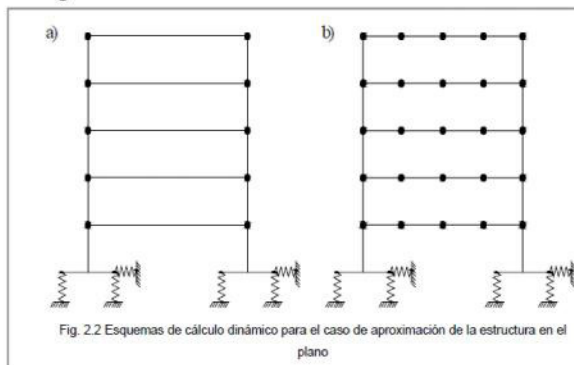 a)
b)
Fig. 2.2 Esquemas de cálculo dinámico para el caso de aproximación de la estructura en el
plano